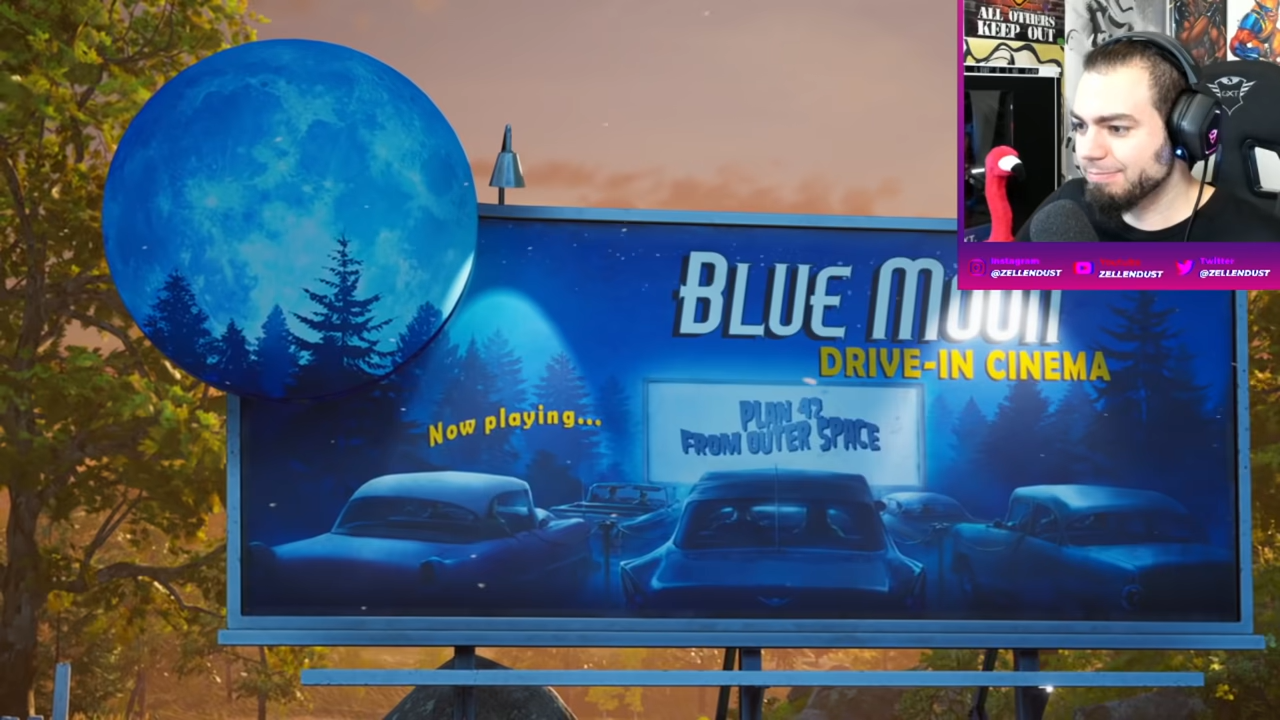 ALL OTHERS
KEEP OUT
GXT
BLUE MOON
DRIVE-IN CINEMA
Now playing...
PLAN 42
FROM OUTER SPACE
Instagram
@ZELLENDUST
Youtube
ZELLENDUST
Twitter
@ZELLENDUST